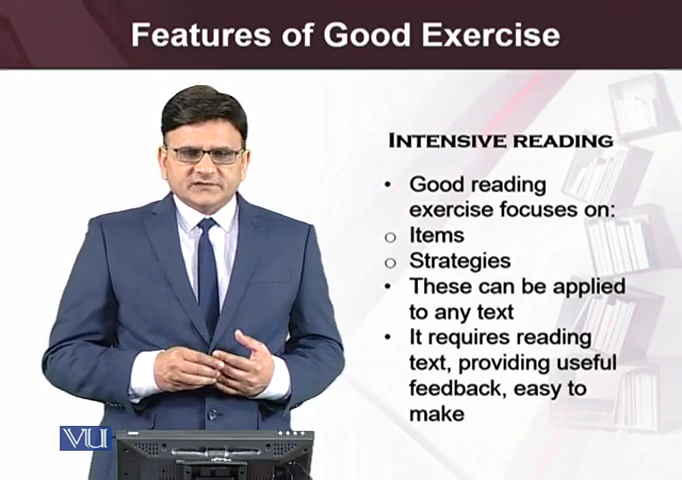 Features of Good Exercise
INTENSIVE READING
• Good reading
exercise focuses on:
o Items
o Strategies
• These can be applied
to any text
• It requires reading
text, providing useful
feedback, easy to
make
VU